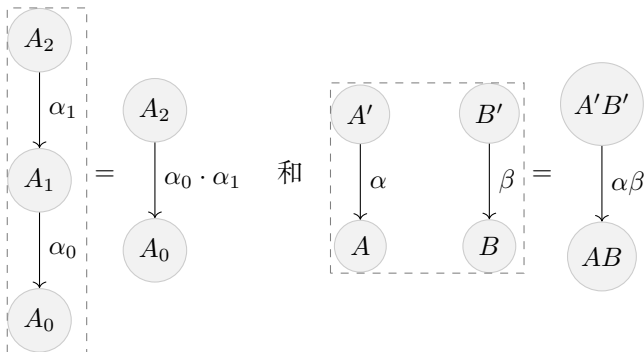 A₂
α₁
A₁
α₀
A₀
=
A₂
α₀ · α₁
A₀
和
A′
α
A
B′
β
B
=
A′B′
αβ
AB